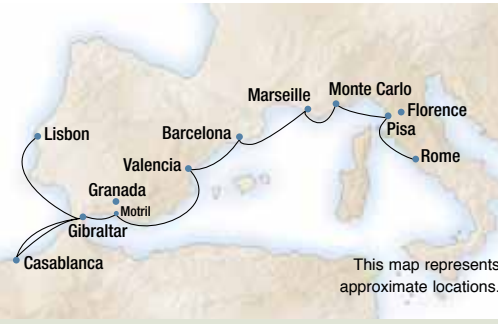 Marseille
Monte Carlo
Florence
Pisa
Lisbon
Barcelona
Valencia
Rome
Granada
Motril
Gibraltar
Casablanca
This map represents
approximate locations.